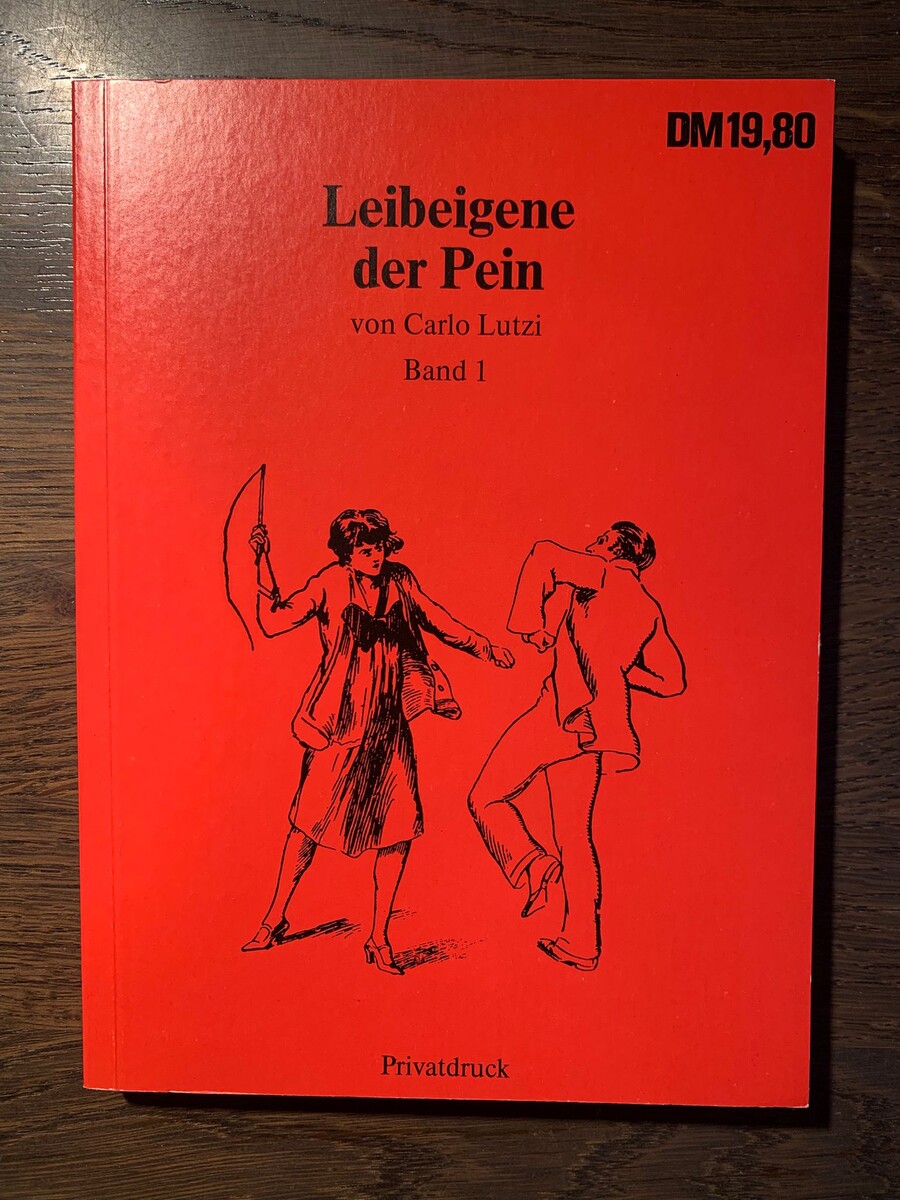 DM 19,80
Leibeigene
der Pein
von Carlo Lutzi
Band 1
Privatdruck